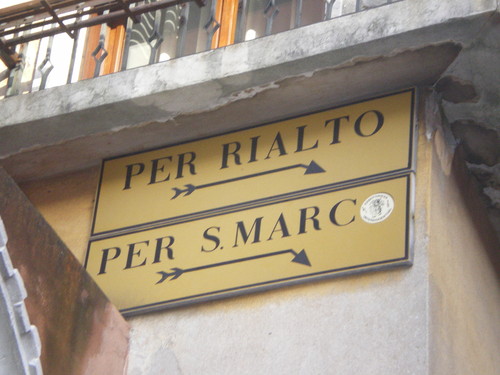 PER RIALTO
PER S. MARC